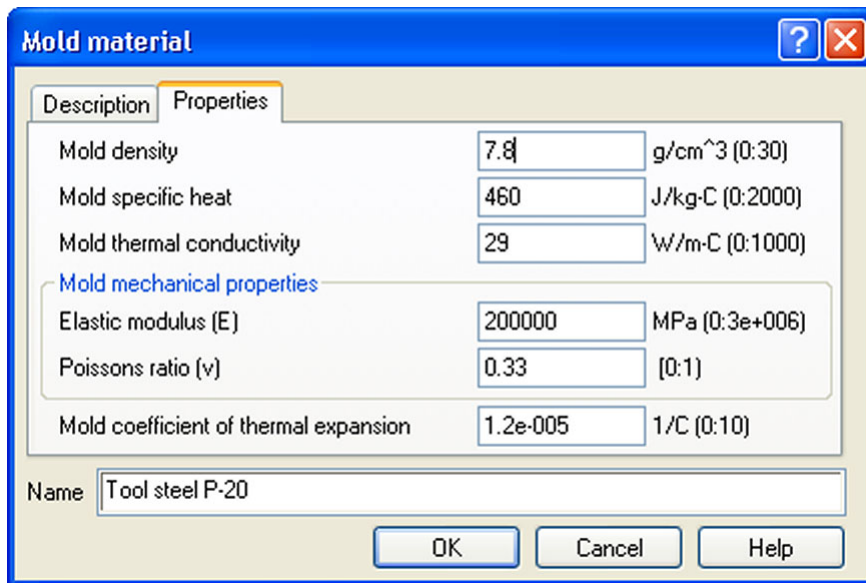 Mold material
Description Properties
Mold density 7.8 g/cm^3 (0:30)
Mold specific heat 460 J/kg-C (0:2000)
Mold thermal conductivity 29 W/m-C (0:1000)
Mold mechanical properties
Elastic modulus (E) 200000 MPa (0:3e+006)
Poissons ratio (v) 0.33 [0:1)
Mold coefficient of thermal expansion 1.2e-005 1/C (0:10)
Name Tool steel P-20
OK Cancel Help